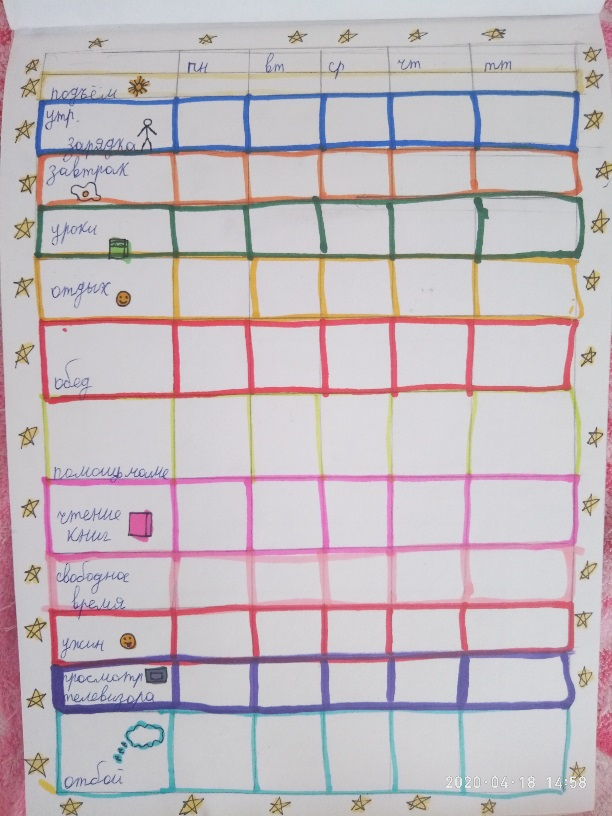 пн вт ср чт пт
подъём
утр.
зарядка
завтрак
уроки
отдых
обед
помощь маме
чтение
книг
свободное
время
ужин
просмотр
телевизора
отбой
2020·04·18 14:58